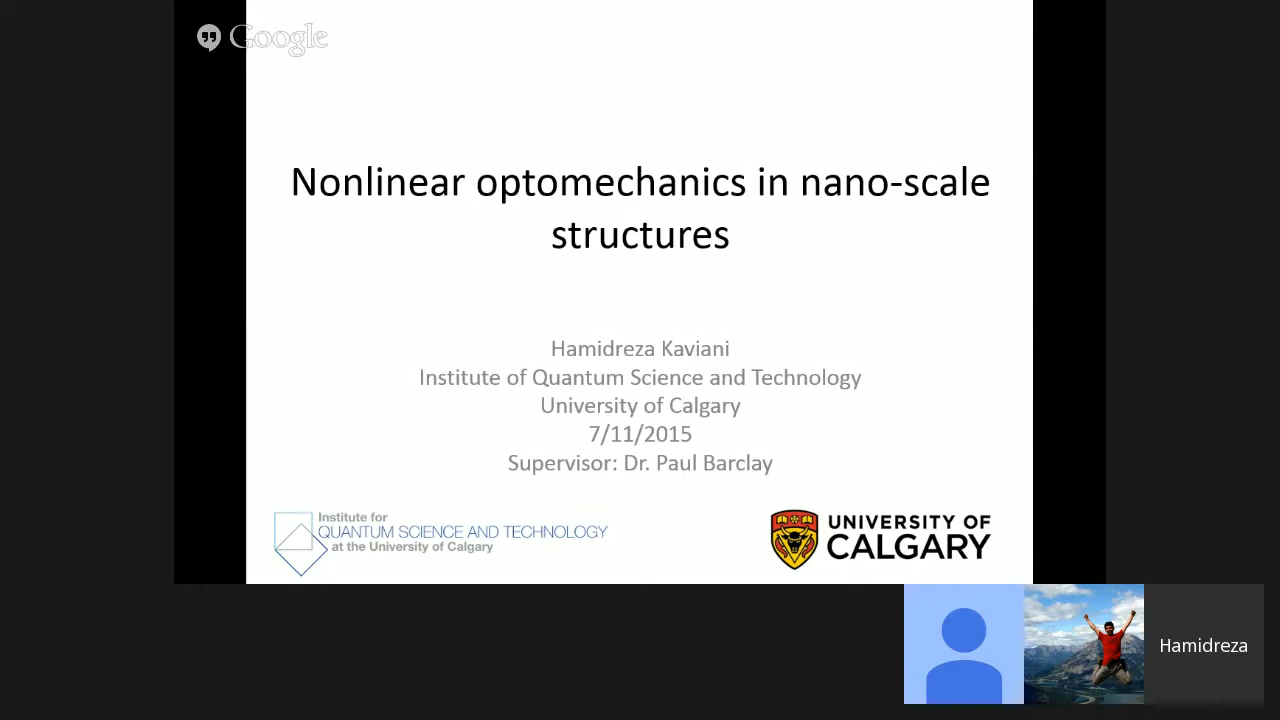 Google
Nonlinear optomechanics in nano-scale
structures
Hamidreza Kaviani
Institute of Quantum Science and Technology
University of Calgary
7/11/2015
Supervisor: Dr. Paul Barclay
Institute for
QUANTUM SCIENCE AND TECHNOLOGY
at the University of Calgary
UNIVERSITY OF
CALGARY
Hamidreza